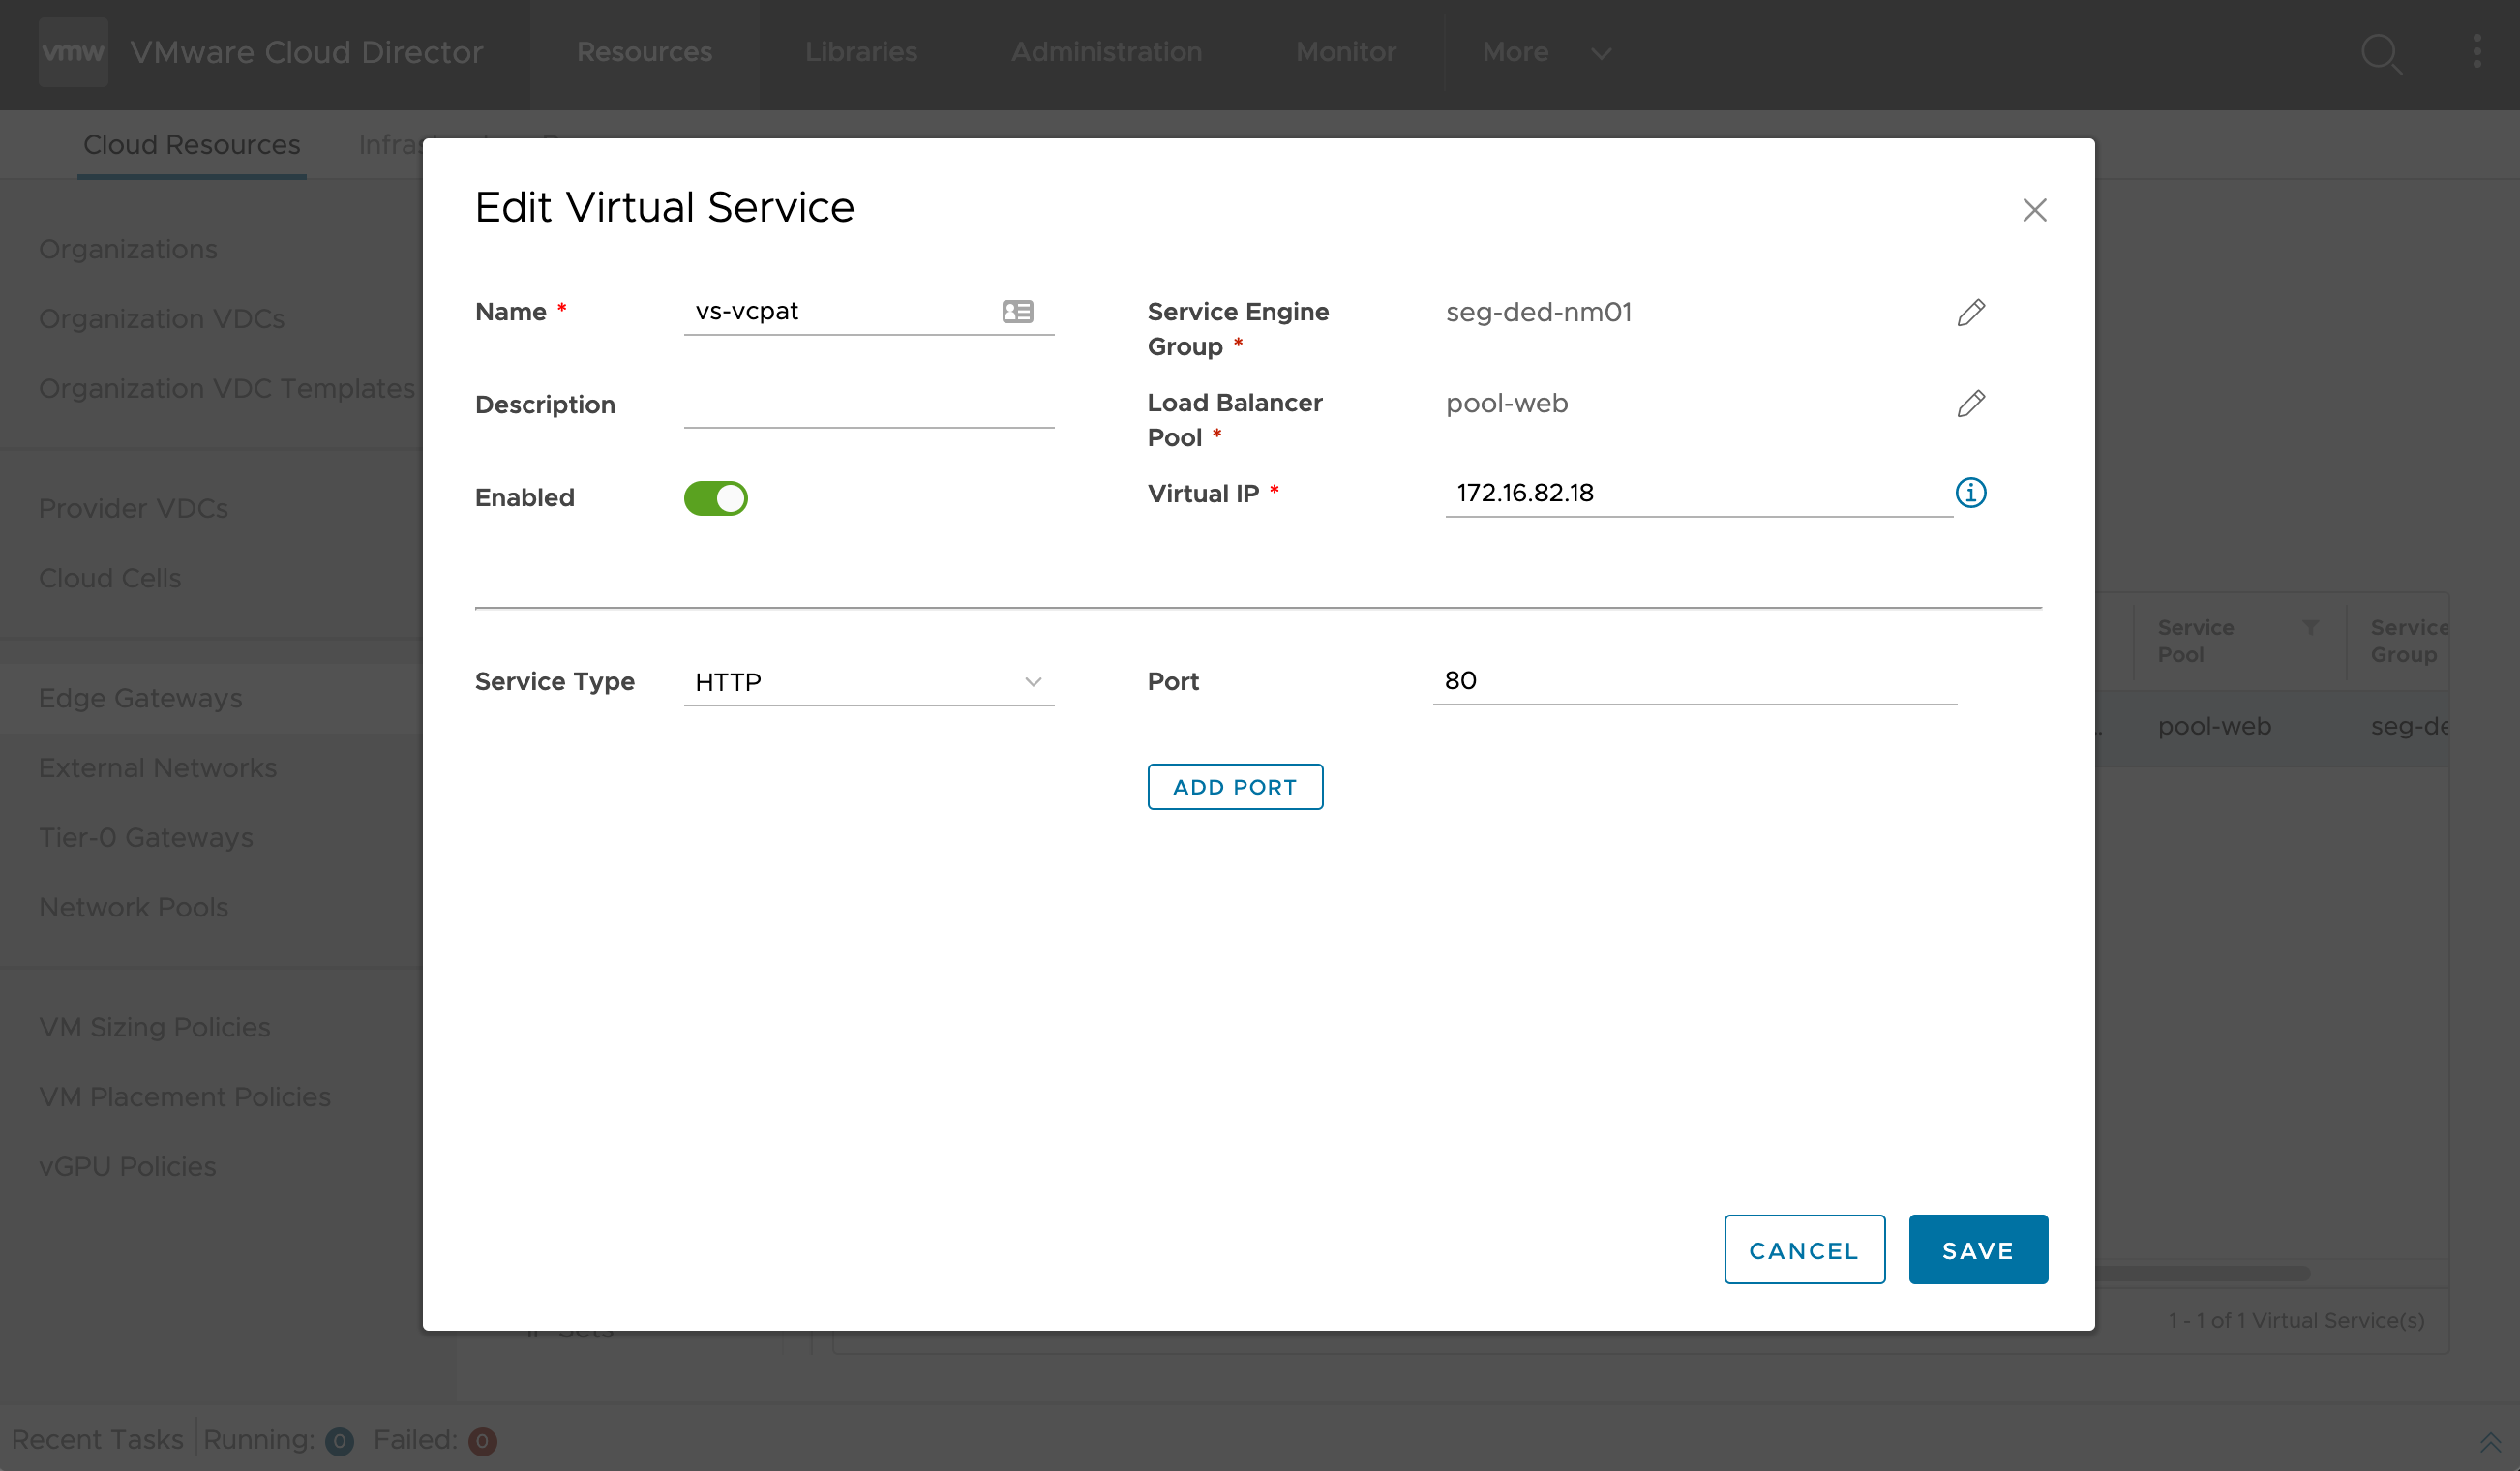 vmw VMware Cloud Director Resources Libraries Administration Monitor More
Cloud Resources
Edit Virtual Service
Organizations
Organization VDCs
Organization VDC Templates
Provider VDCs
Cloud Cells
Edge Gateways
External Networks
Tier-0 Gateways
Network Pools
VM Sizing Policies
VM Placement Policies
vGPU Policies
Name * vs-vcpat
Description
Enabled
Service Engine
Group *
seg-ded-nm01
Load Balancer
Pool *
pool-web
Virtual IP * 172.16.82.18
Service Type HTTP
Port 80
ADD PORT
CANCEL SAVE
Service
Pool
Service
Group
pool-web
IP Sets
1 - 1 of 1 Virtual Service(s)
Recent Tasks Running: 0 Failed: 0